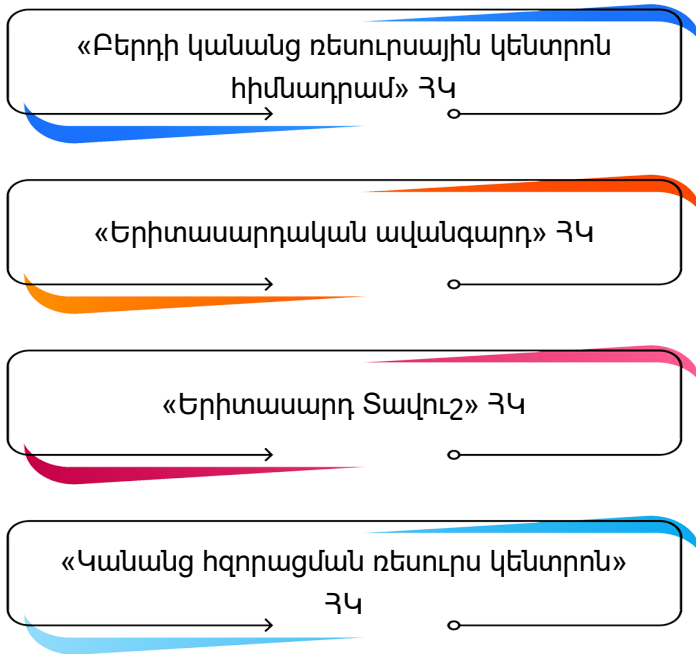 «Բերդի կանանց ռեսուրսային կենտրոն
հիմնադրամ» ՀԿ
«Երիտասարդական ավանգարդ» ՀԿ
«Երիտասարդ Տավուշ» ՀԿ
«Կանանց հզորացման ռեսուրս կենտրոն»
ՀԿ